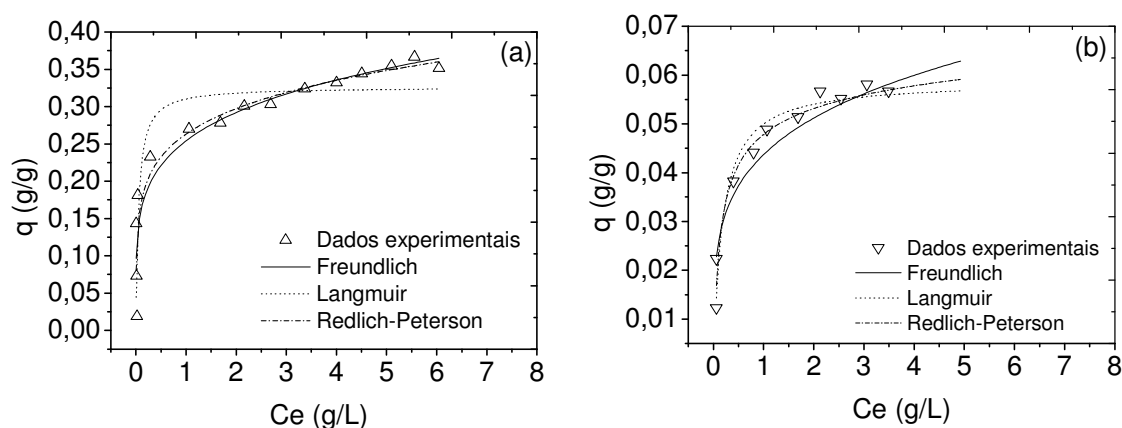 (a)
0,40
0,35
0,30
0,25
0,20
0,15
0,10
0,05
0,00
q (g/g)
Dados experimentais
Freundlich
Langmuir
Redlich-Peterson
0 1 2 3 4 5 6 7 8
Ce (g/L)
(b)
0,07
0,06
0,05
0,04
0,03
0,02
0,01
q (g/g)
Dados experimentais
Freundlich
Langmuir
Redlich-Peterson
0 1 2 3 4 5 6 7 8
Ce (g/L)